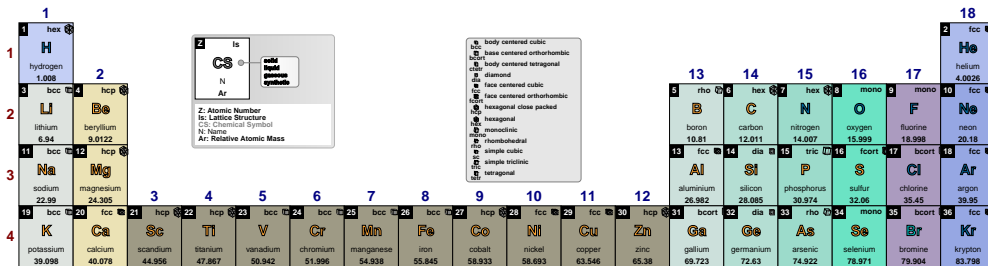 1
18
1 hex
H
hydrogen
1.008
2 fcc
He
helium
4.0026
Z
Is
CS
N
Ar
solid
liquid
gaseous
synthetic
Z: Atomic Number
Is: Lattice Structure
CS: Chemical Symbol
N: Name
Ar: Relative Atomic Mass
bcc body centered cubic
bcort base centered orthorhombic
ctetr body centered tetragonal
dia diamond
fcc face centered cubic
fcort face centered orthorhombic
hcp hexagonal close packed
hex hexagonal
mono monoclinic
rho rhombohedral
sc simple cubic
tric simple triclinic
tetr tetragonal
1
2
13
14
15
16
17
3 bcc
Li
lithium
6.94
4 hcp
Be
beryllium
9.0122
5 rho
B
boron
10.81
6 hex
C
carbon
12.011
7 hex
N
nitrogen
14.007
8 mono
O
oxygen
15.999
9 mono
F
fluorine
18.998
10 fcc
Ne
neon
20.18
2
11 bcc
Na
sodium
22.99
12 hcp
Mg
magnesium
24.305
13 fcc
Al
aluminium
26.982
14 dia
Si
silicon
28.085
15 tric
P
phosphorus
30.974
16 fcort
S
sulfur
32.06
17 bcort
Cl
chlorine
35.45
18 fcc
Ar
argon
39.95
3
3
4
5
6
7
8
9
10
11
12
19 bcc
K
potassium
39.098
20 fcc
Ca
calcium
40.078
21 hcp
Sc
scandium
44.956
22 hcp
Ti
titanium
47.867
23 bcc
V
vanadium
50.942
24 bcc
Cr
chromium
51.996
25 bcc
Mn
manganese
54.938
26 bcc
Fe
iron
55.845
27 hcp
Co
cobalt
58.933
28 fcc
Ni
nickel
58.693
29 fcc
Cu
copper
63.546
30 hcp
Zn
zinc
65.38
31 bcort
Ga
gallium
69.723
32 dia
Ge
germanium
72.63
33 rho
As
arsenic
74.922
34 mono
Se
selenium
78.971
35 bcort
Br
bromine
79.904
36 fcc
Kr
krypton
83.798
4